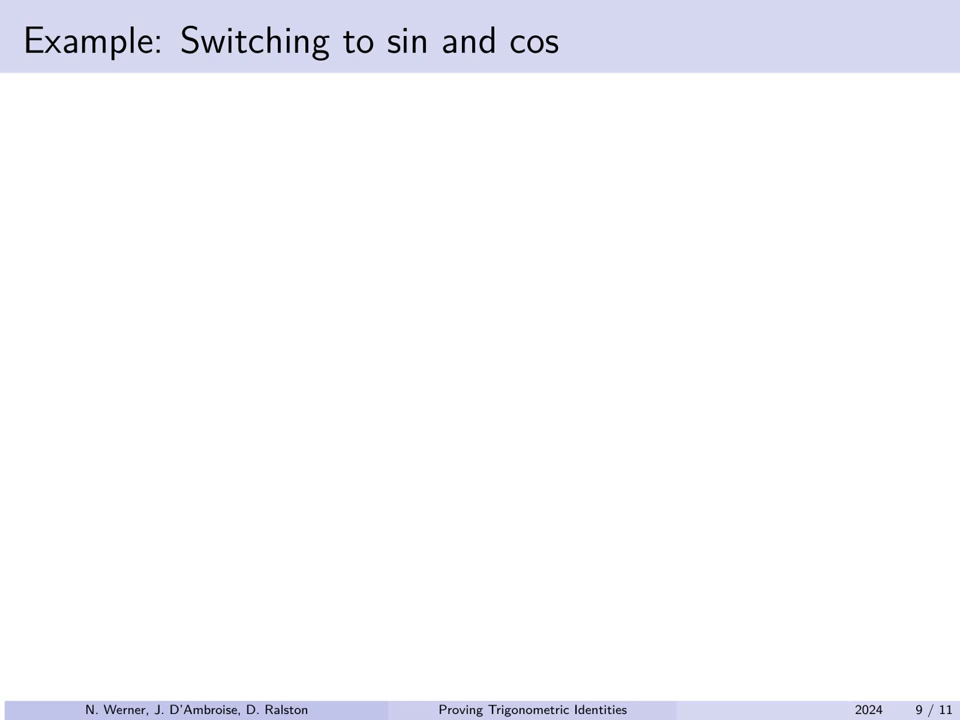 Example: Switching to sin and cos
N. Werner, J. D'Ambroise, D. Ralston Proving Trigonometric Identities 2024 9 / 11